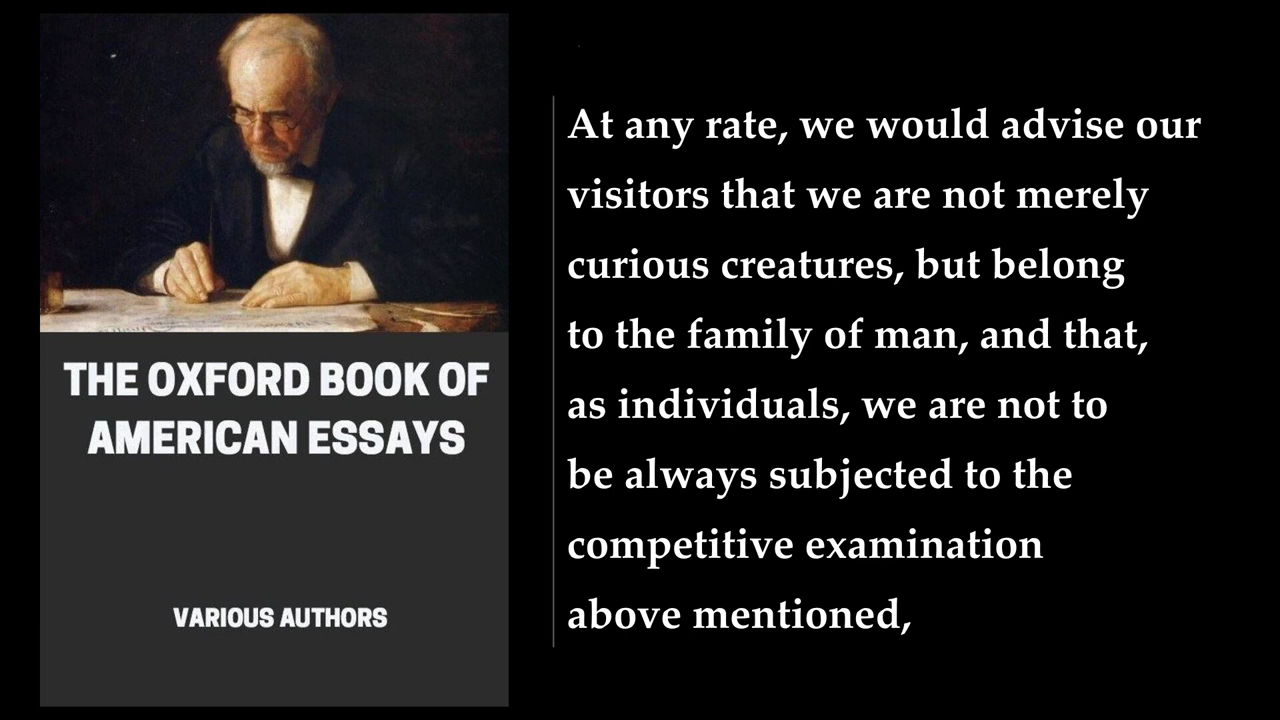 THE OXFORD BOOK OF
AMERICAN ESSAYS
VARIOUS AUTHORS
At any rate, we would advise our
visitors that we are not merely
curious creatures, but belong
to the family of man, and that,
as individuals, we are not to
be always subjected to the
competitive examination
above mentioned,